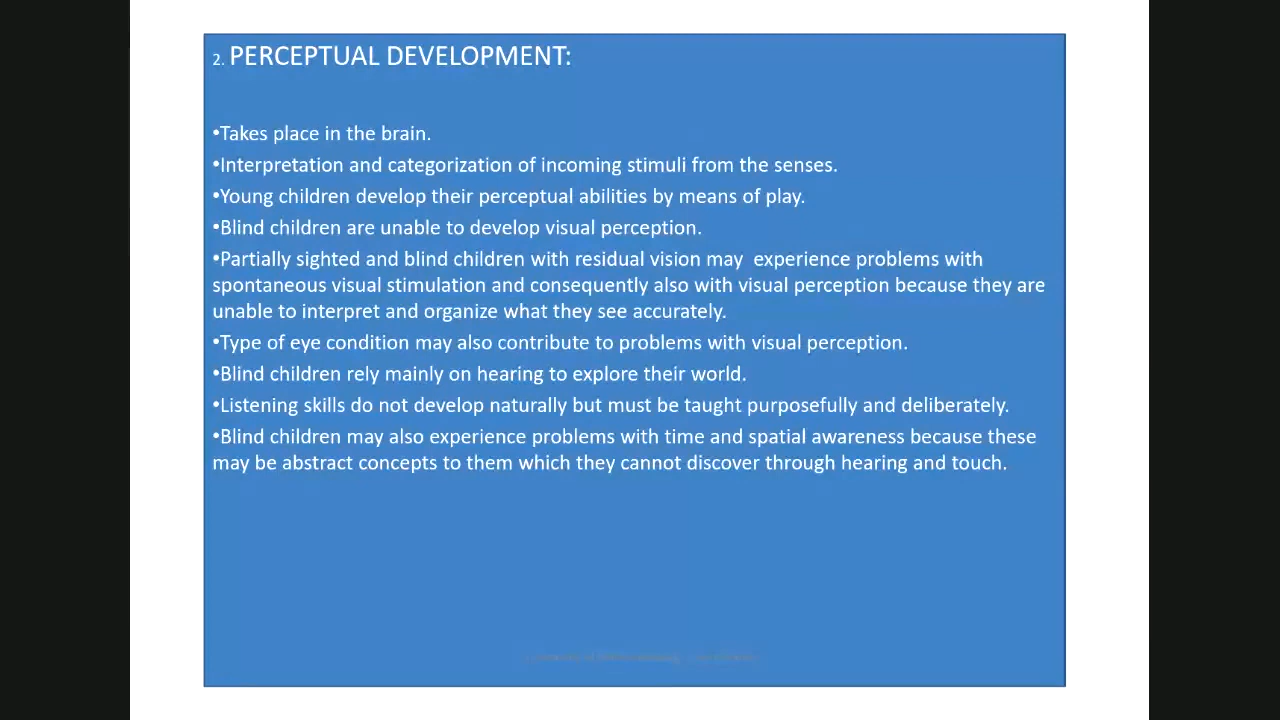 2. PERCEPTUAL DEVELOPMENT:
•Takes place in the brain.
•Interpretation and categorization of incoming stimuli from the senses.
•Young children develop their perceptual abilities by means of play.
•Blind children are unable to develop visual perception.
•Partially sighted and blind children with residual vision may  experience problems with
spontaneous visual stimulation and consequently also with visual perception because they are
unable to interpret and organize what they see accurately.
•Type of eye condition may also contribute to problems with visual perception.
•Blind children rely mainly on hearing to explore their world.
•Listening skills do not develop naturally but must be taught purposefully and deliberately.
•Blind children may also experience problems with time and spatial awareness because these
may be abstract concepts to them which they cannot discover through hearing and touch.